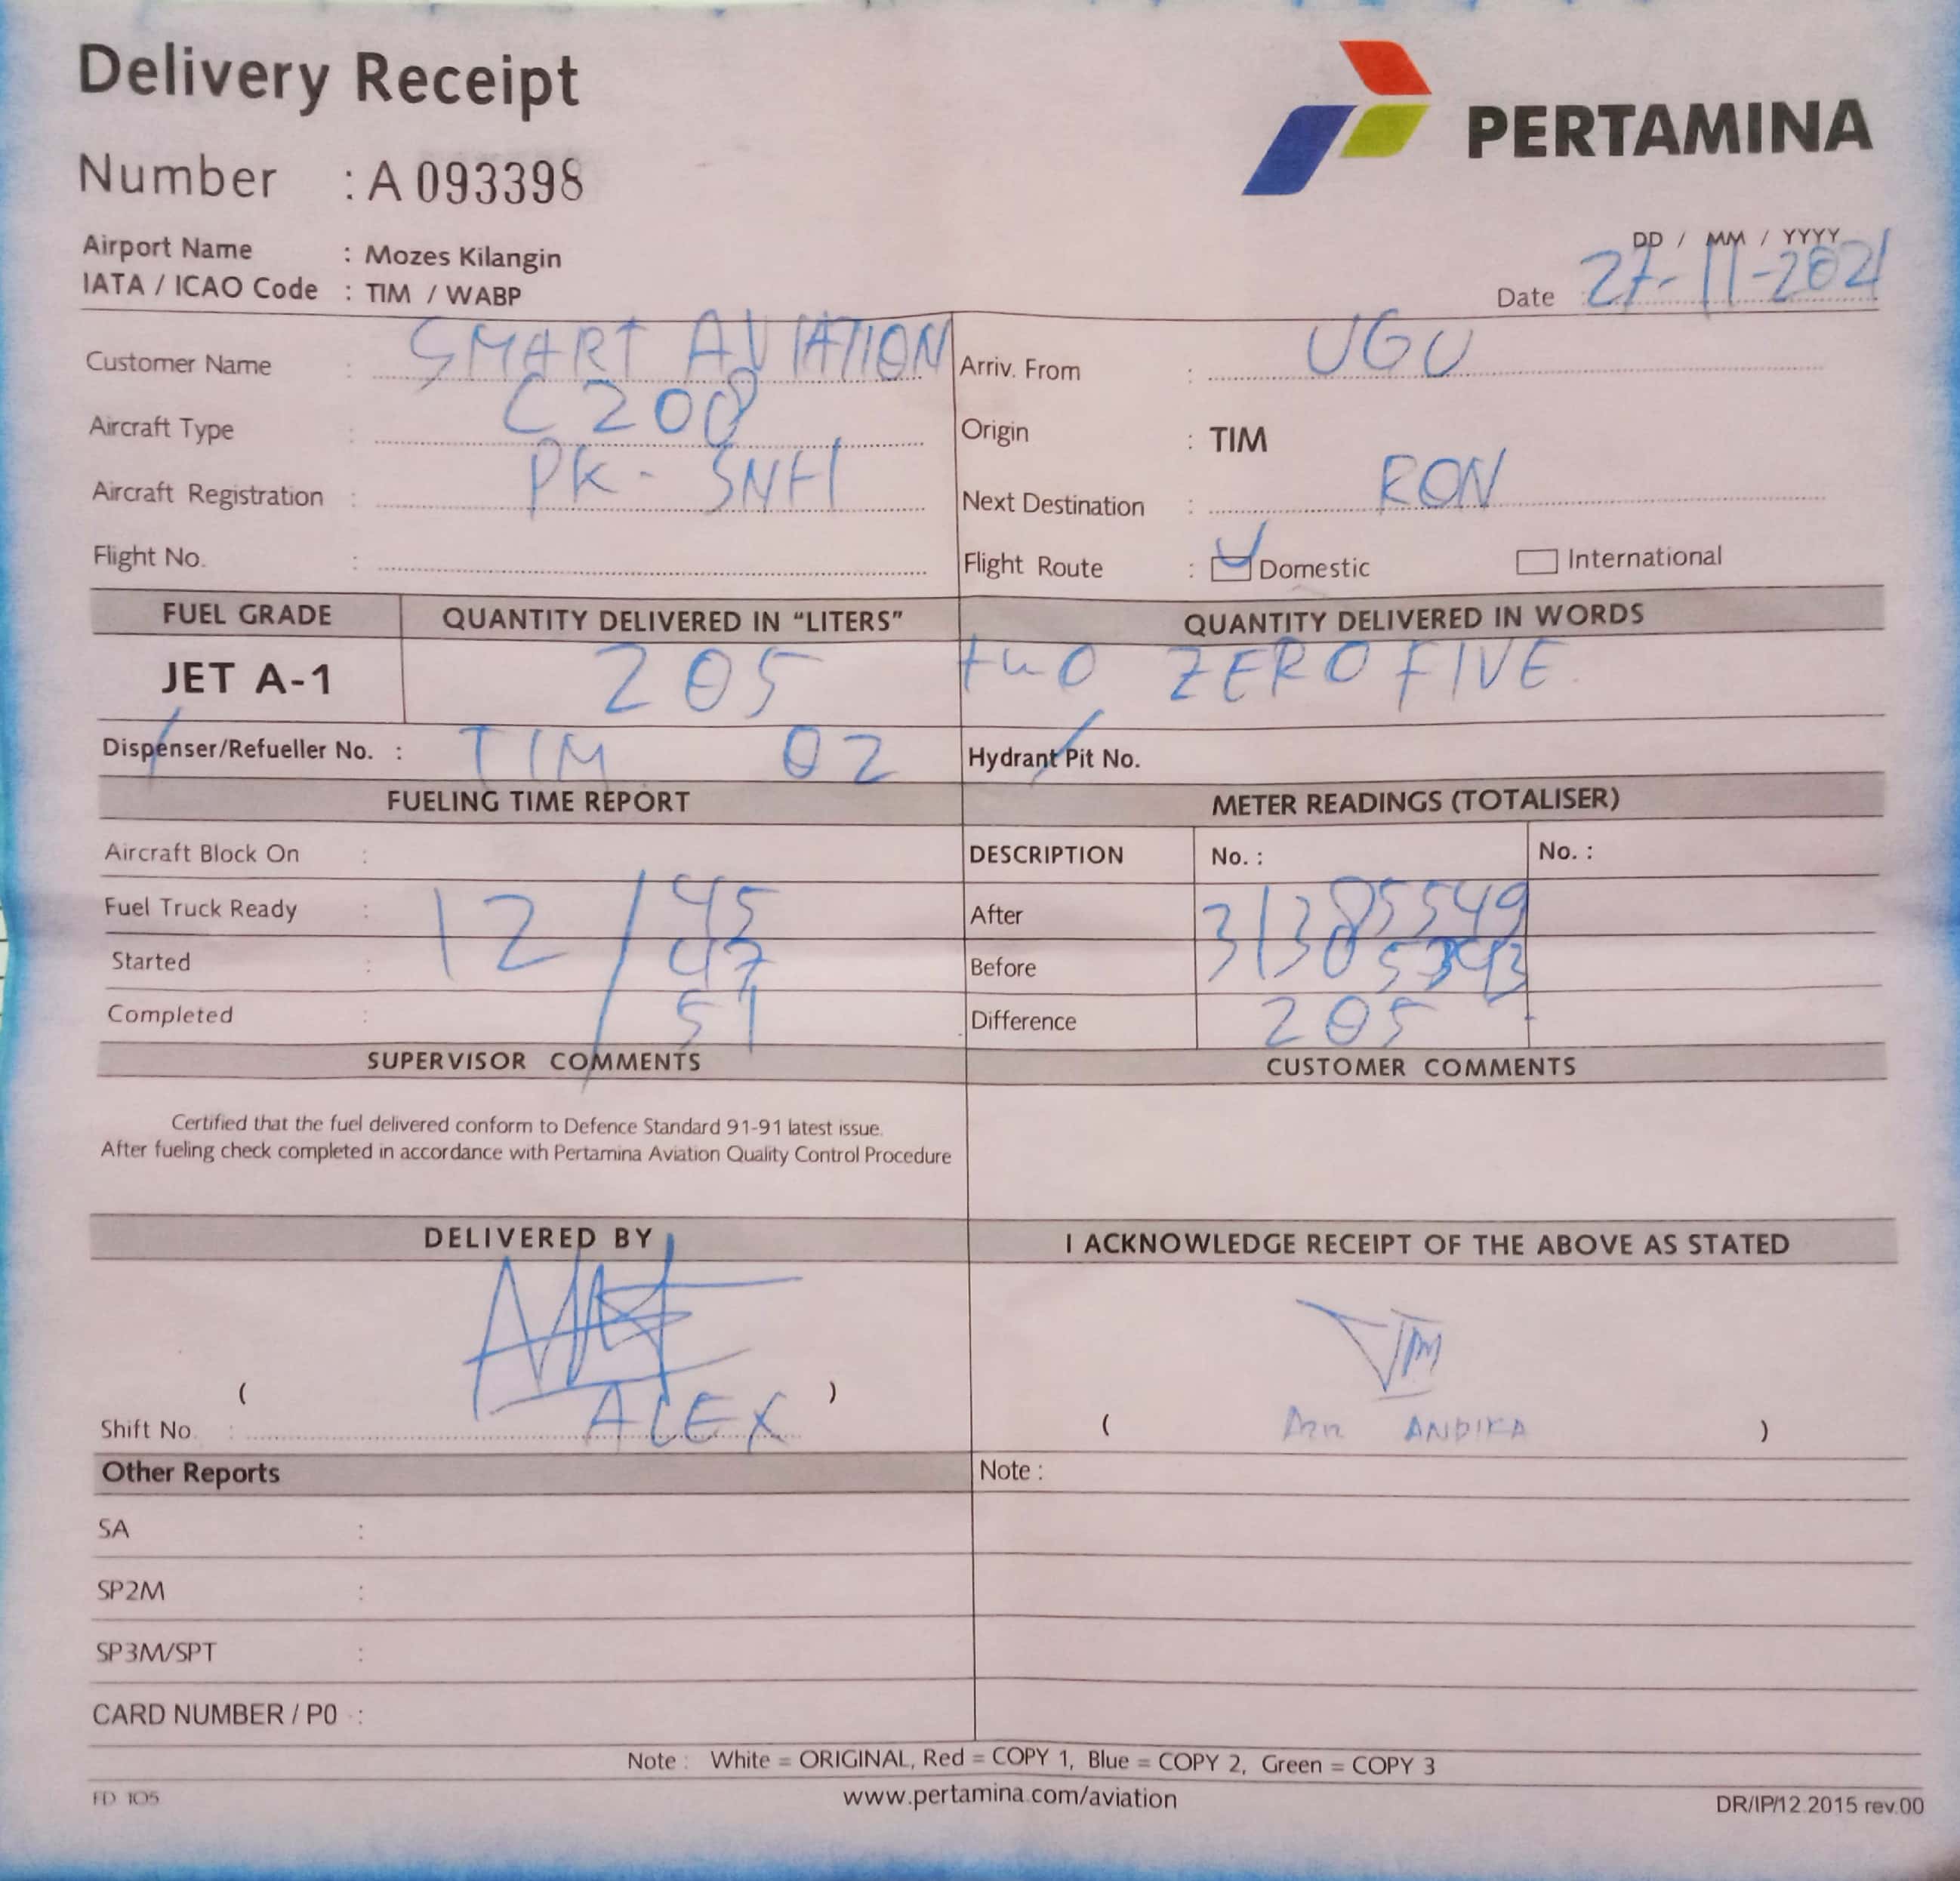 Delivery Receipt
PERTAMINA
Number : A 093398
Airport Name : Mozes Kilangin
IATA / ICAO Code : TIM / WABP
DD / MM / YYYY
Date 27-11-2021
Customer Name : SMART AVIATION
Arriv. From : UGU
Aircraft Type : C208
Origin : TIM
Aircraft Registration : PK-SNH
Next Destination : RON
Flight No. :
Flight Route : Domestic International
FUEL GRADE QUANTITY DELIVERED IN “LITERS” QUANTITY DELIVERED IN WORDS
JET A-1 205 two ZERO FIVE
Dispenser/Refueller No. : TIM 02 Hydrant Pit No.
FUELING TIME REPORT METER READINGS (TOTALISER)
Aircraft Block On : DESCRIPTION No. : No. :
Fuel Truck Ready : 12 / 45 After 31385549
Started : 47 Before
Completed : 51 Difference 205
SUPERVISOR COMMENTS CUSTOMER COMMENTS
Certified that the fuel delivered conform to Defence Standard 91-91 latest issue.
After fueling check completed in accordance with Pertamina Aviation Quality Control Procedure
DELIVERED BY I ACKNOWLEDGE RECEIPT OF THE ABOVE AS STATED
( )
Shift No. : ALEX
( ANDIKA )
Other Reports Note :
SA :
SP2M :
SP3M/SPT :
CARD NUMBER / PO :
Note : White = ORIGINAL, Red = COPY 1, Blue = COPY 2, Green = COPY 3
FD 105 www.pertamina.com/aviation DR/IP/12.2015 rev.00